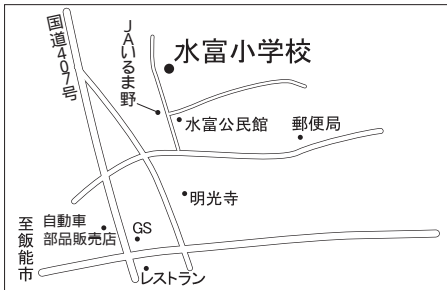 国道407号
JAいるま野
水富小学校
水富公民館
郵便局
明光寺
至飯能市
自動車
部品販売店
GS
レストラン